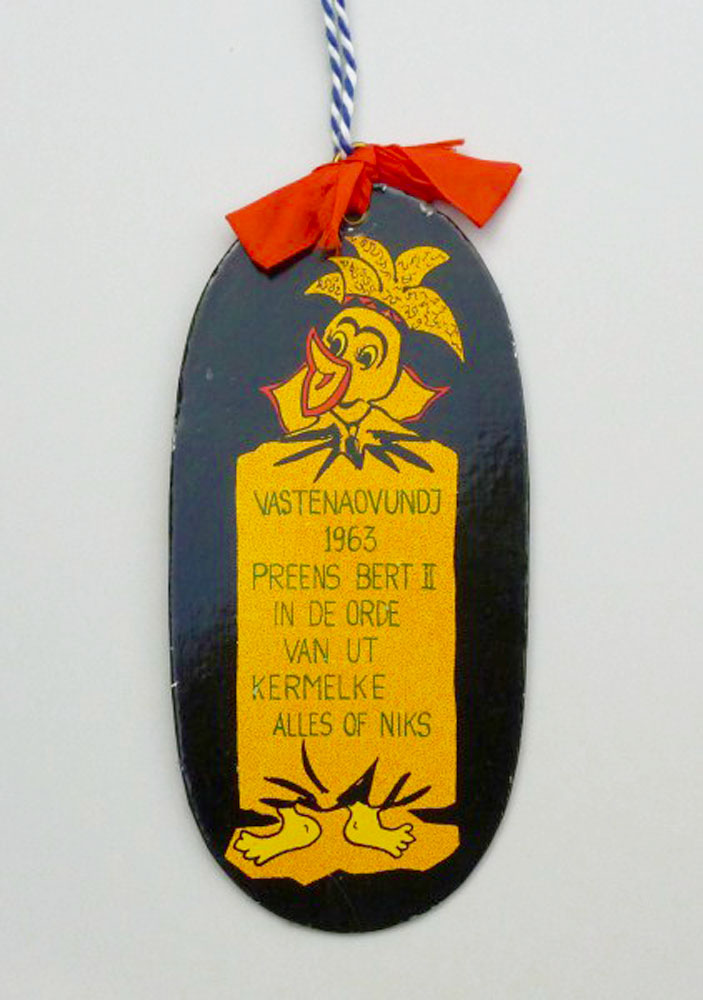 VASTENAOVUNDJ
1963
PREENS BERT II
IN DE ORDE
VAN UT
KERMELKE
ALLES OF NIKS